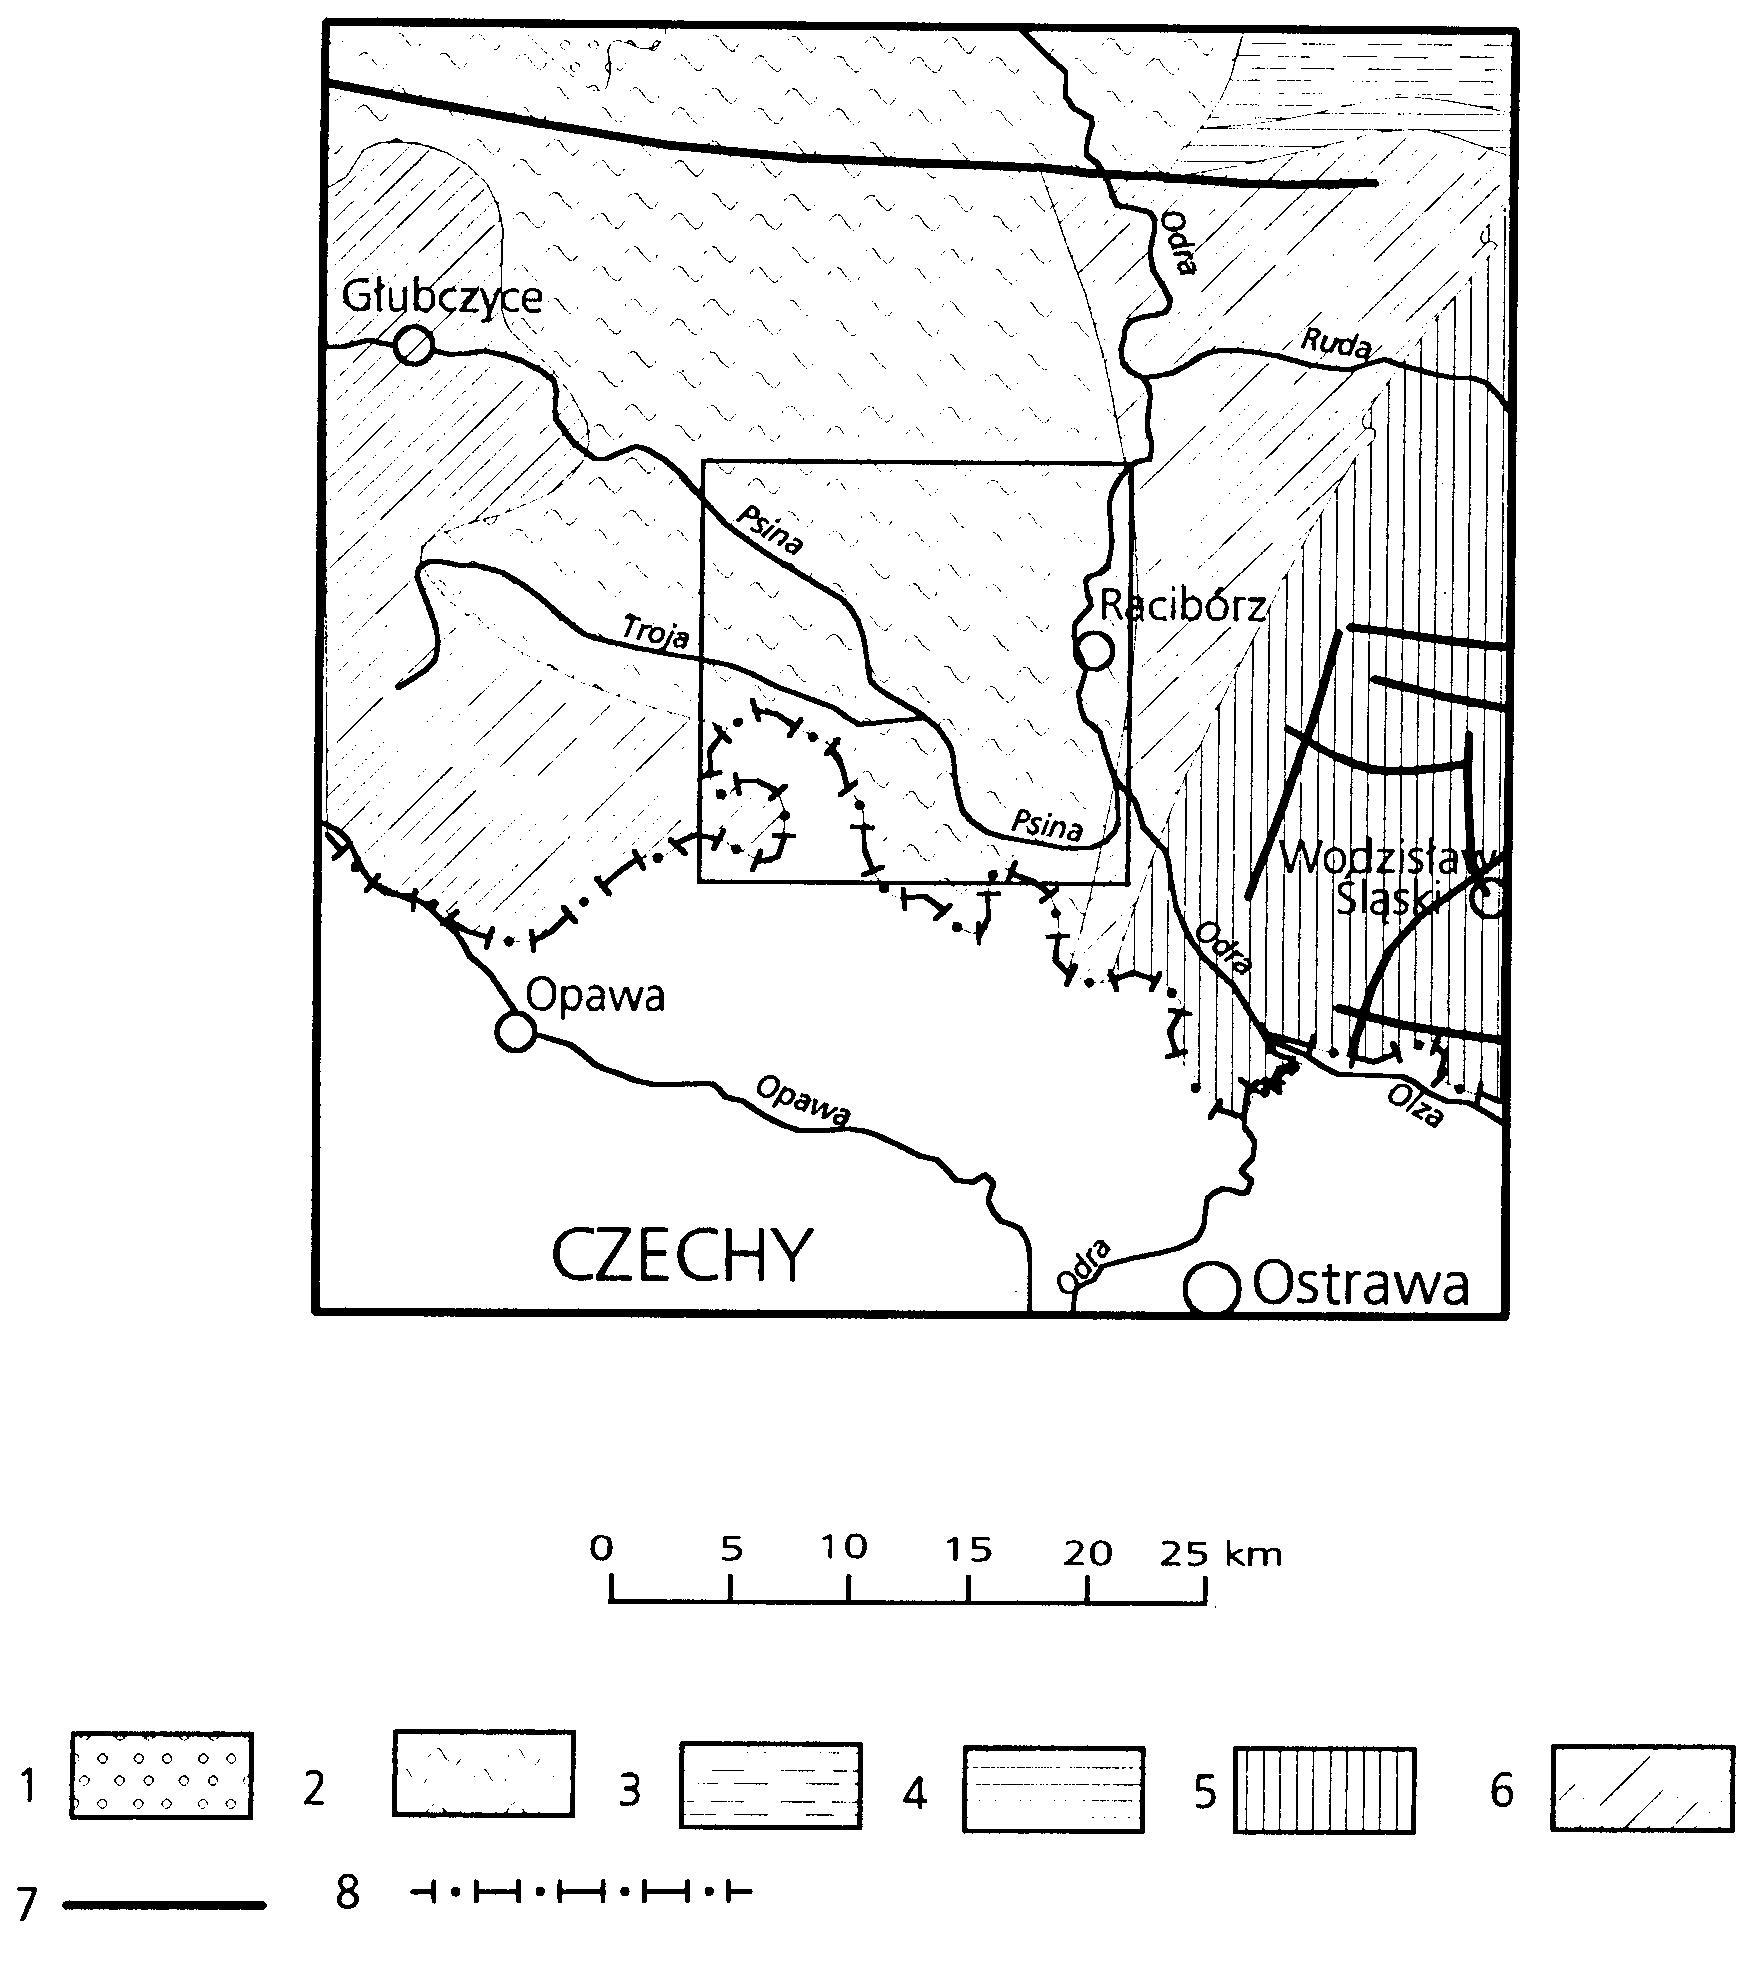 Odra
Głubczyce
Ruda
Psina
Racibórz
Troja
Psina
Wodzisław
Śląski
Odra
Opawa
Opawa
Olza
CZECHY
Odra
Ostrawa
0 5 10 15 20 25 km
1 2 3 4 5 6
7 8